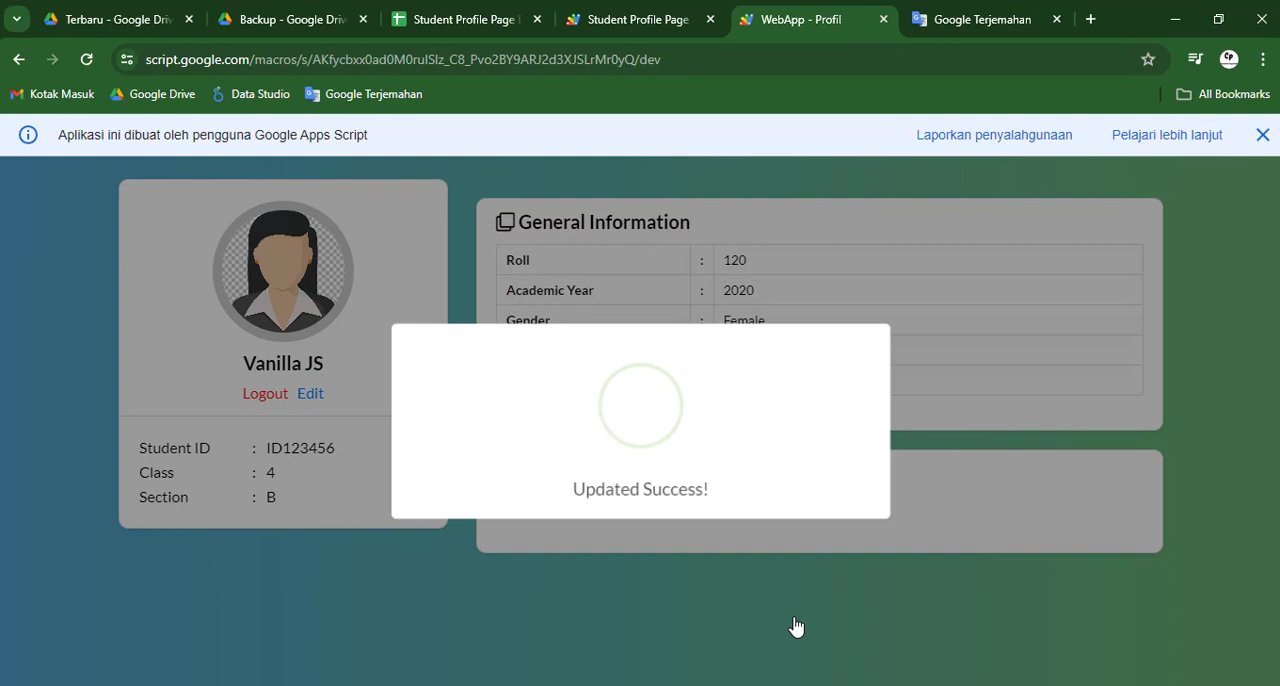 Terbaru - Google Driv
Backup - Google Driv
Student Profile Page
Student Profile Page
WebApp - Profil
Google Terjemahan
script.google.com/macros/s/AKfycbxx0ad0M0rulSlz_C8_Pvo2BY9ARJ2d3XJSLrMr0yQ/dev
Kotak Masuk
Google Drive
Data Studio
Google Terjemahan
All Bookmarks
Aplikasi ini dibuat oleh pengguna Google Apps Script
Laporkan penyalahgunaan
Pelajari lebih lanjut
Vanilla JS
Logout Edit
Student ID : ID123456
Class : 4
Section : B
General Information
Roll : 120
Academic Year : 2020
Gender : Female
Updated Success!